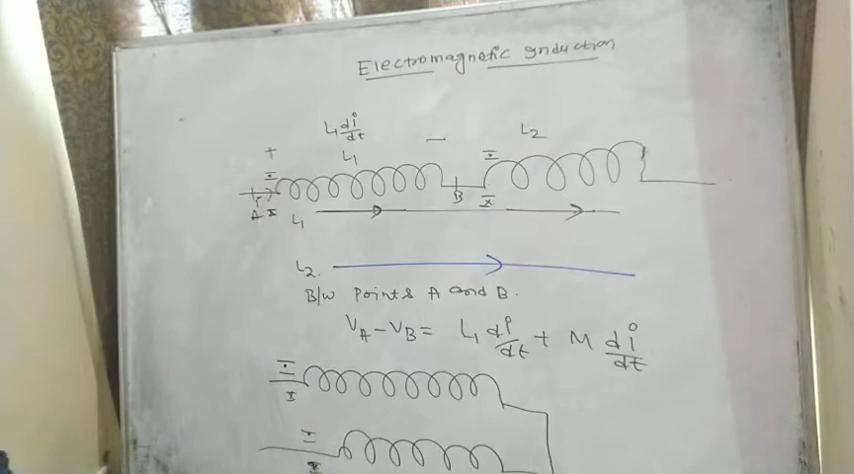 Electromagnetic Induction
L₁ di/dt
L₁
L₂
+ −
A
B
L₁
L₂.
B/w Points A and B.
V_A − V_B = L₁ di/dt + M di/dt